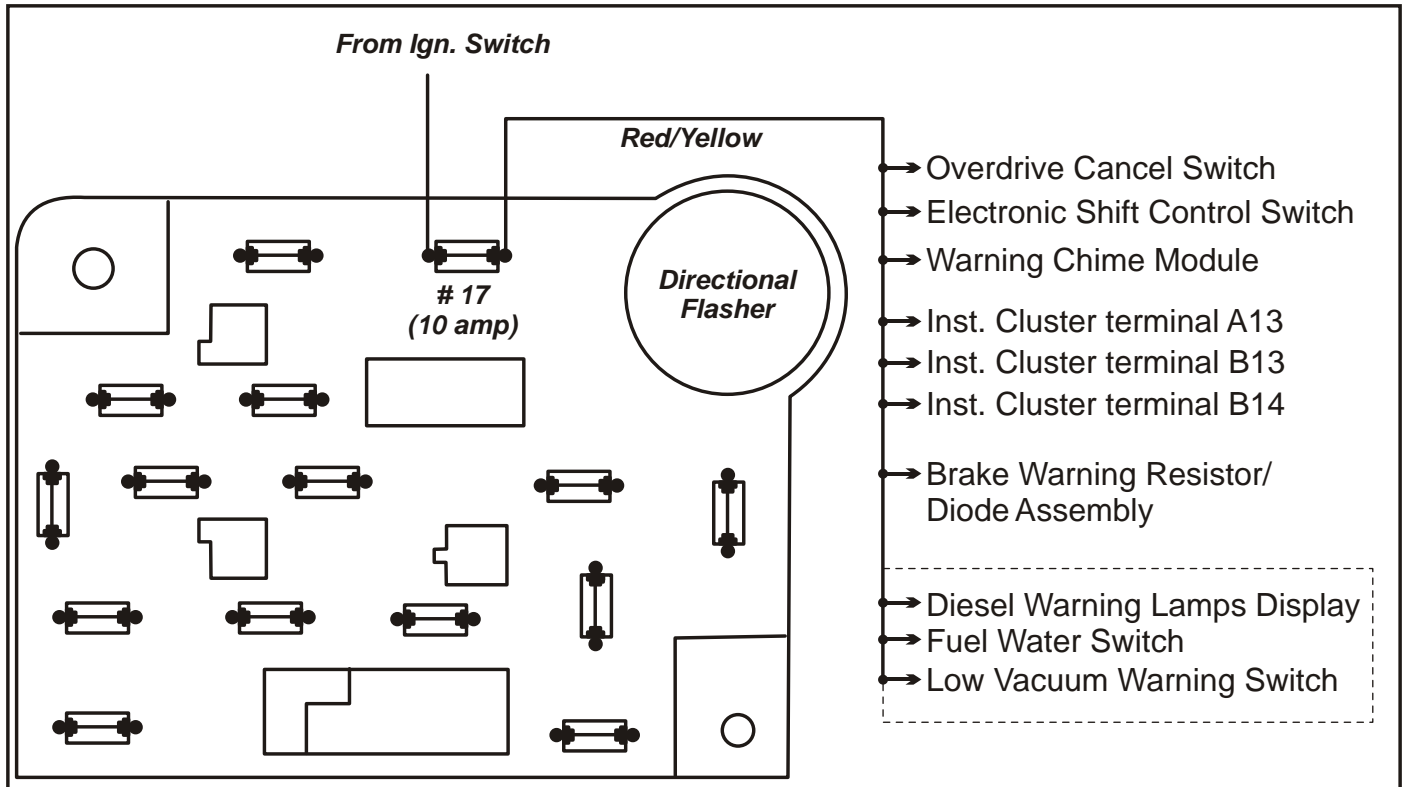 From Ign. Switch
Red/Yellow
# 17
(10 amp)
Directional
Flasher
Overdrive Cancel Switch
Electronic Shift Control Switch
Warning Chime Module
Inst. Cluster terminal A13
Inst. Cluster terminal B13
Inst. Cluster terminal B14
Brake Warning Resistor/
Diode Assembly
Diesel Warning Lamps Display
Fuel Water Switch
Low Vacuum Warning Switch